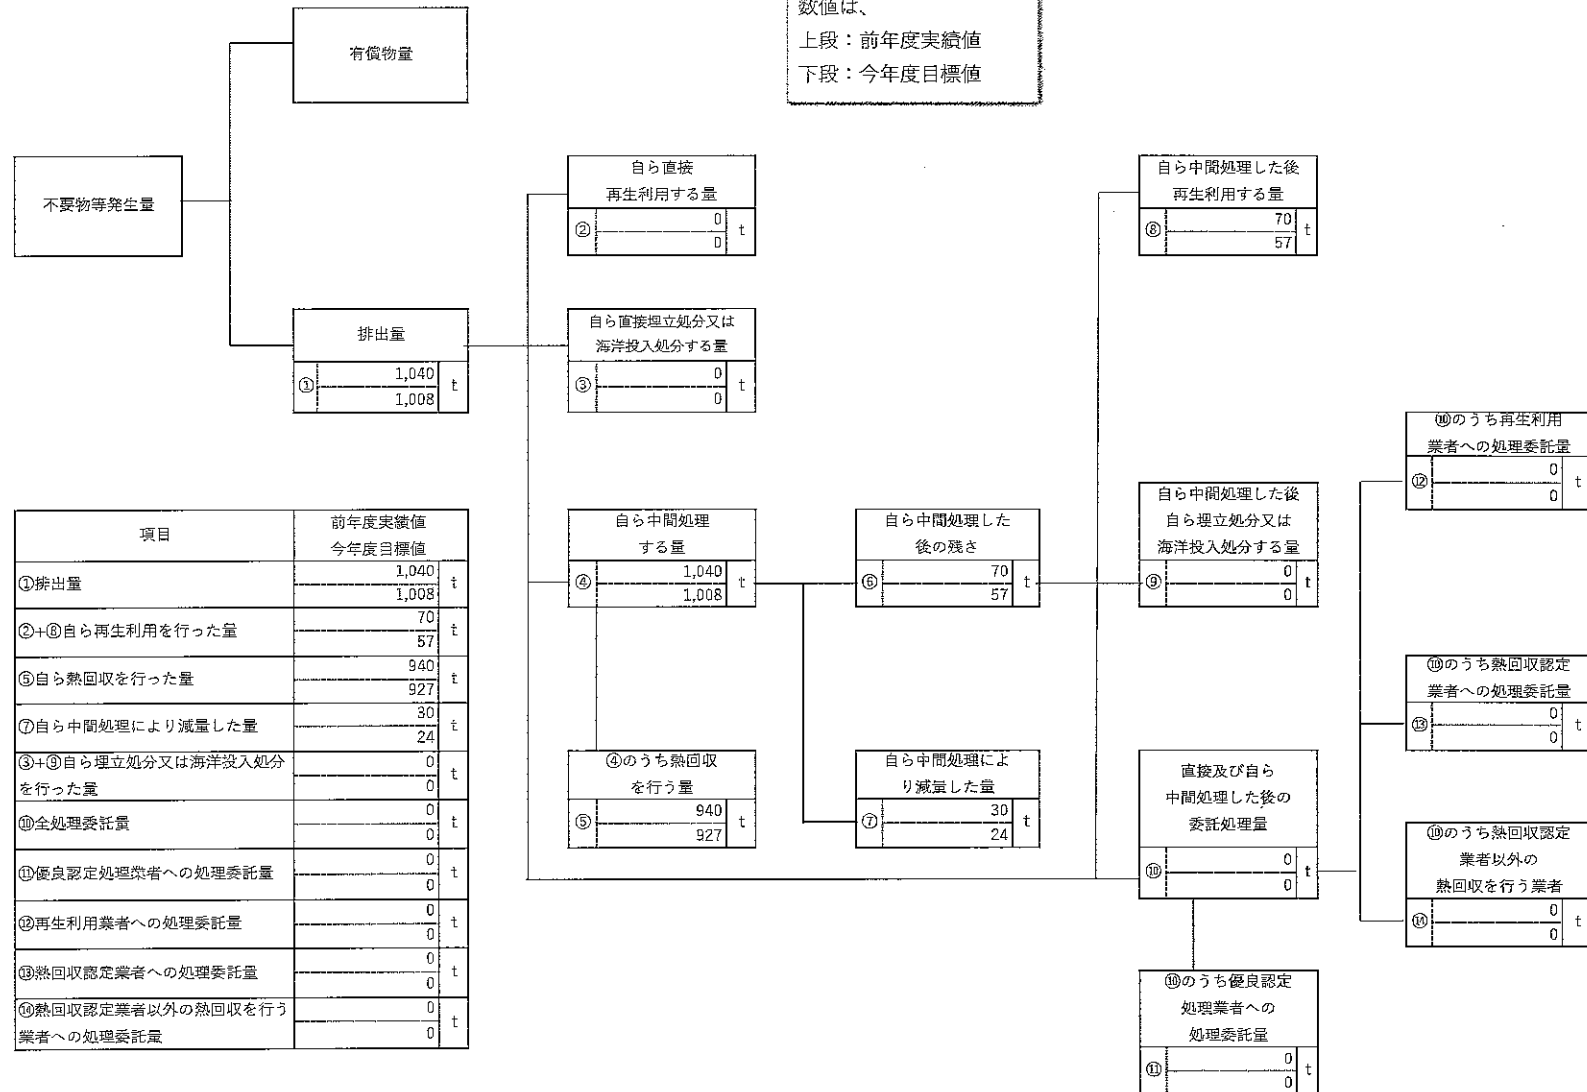 数値は、
上段：前年度実績値
下段：今年度目標値
有償物量
不要物等発生量
自ら直接
再生利用する量
② 0 t
0
自ら中間処理した後
再生利用する量
⑧ 70 t
57
排出量
① 1,040 t
1,008
自ら直接埋立処分又は
海洋投入処分する量
③ 0 t
0
⑩のうち再生利用
業者への処理委託量
⑫ 0 t
0
自ら中間処理
する量
④ 1,040 t
1,008
自ら中間処理した
後の残さ
⑥ 70 t
57
自ら中間処理した後
自ら埋立処分又は
海洋投入処分する量
⑨ 0 t
0
⑩のうち熱回収認定
業者への処理委託量
⑬ 0 t
0
④のうち熱回収
を行う量
⑤ 940 t
927
自ら中間処理によ
り減量した量
⑦ 30 t
24
直接及び自ら
中間処理した後の
委託処理量
⑩ 0 t
0
⑩のうち熱回収認定
業者以外の
熱回収を行う業者
⑭ 0 t
0
⑩のうち優良認定
処理業者への
処理委託量
⑪ 0 t
0
項目 前年度実績値
今年度目標値
①排出量 1,040 t
1,008
②+⑧自ら再生利用を行った量 70 t
57
⑤自ら熱回収を行った量 940 t
927
⑦自ら中間処理により減量した量 30 t
24
③+⑨自ら埋立処分又は海洋投入処分 0 t
を行った量 0
⑩全処理委託量 0 t
0
⑪優良認定処理業者への処理委託量 0 t
0
⑫再生利用業者への処理委託量 0 t
0
⑬熱回収認定業者への処理委託量 0 t
0
⑭熱回収認定業者以外の熱回収を行う 0 t
業者への処理委託量 0